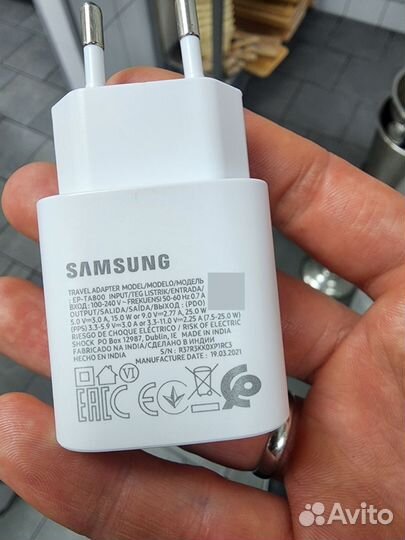 SAMSUNG
TRAVEL ADAPTER MODEL/MODELO/МОДЕЛЬ
: EP-TA800 INPUT/TEG LISTRIK/ENTRADA/
ВХОД: 100-240 V ~ FREKUENSI 50-60 Hz 0.7 A
OUTPUT/SALIDA/SAÍDA/ВЫХОД: (PDO)
5.0 V⎓3.0 A, 15.0 W or 9.0 V⎓2.77 A, 25.0 W
(PPS) 3.3-5.9 V⎓3.0 A or 3.3-11.0 V⎓2.25 A (7.5-25.0 W)
RIESGO DE CHOQUE ELÉCTRICO / RISK OF ELECTRIC
SHOCK PO Box 12987, Dublin, IE MADE IN INDIA
FABRICADO NA INDIA/СДЕЛАНО В ИНДИИ
HECHO EN INDIA S/N: R37R5KK0XP1RC3
MANUFACTURE DATE: 19.03.2021
VI
EAC CE
Avito